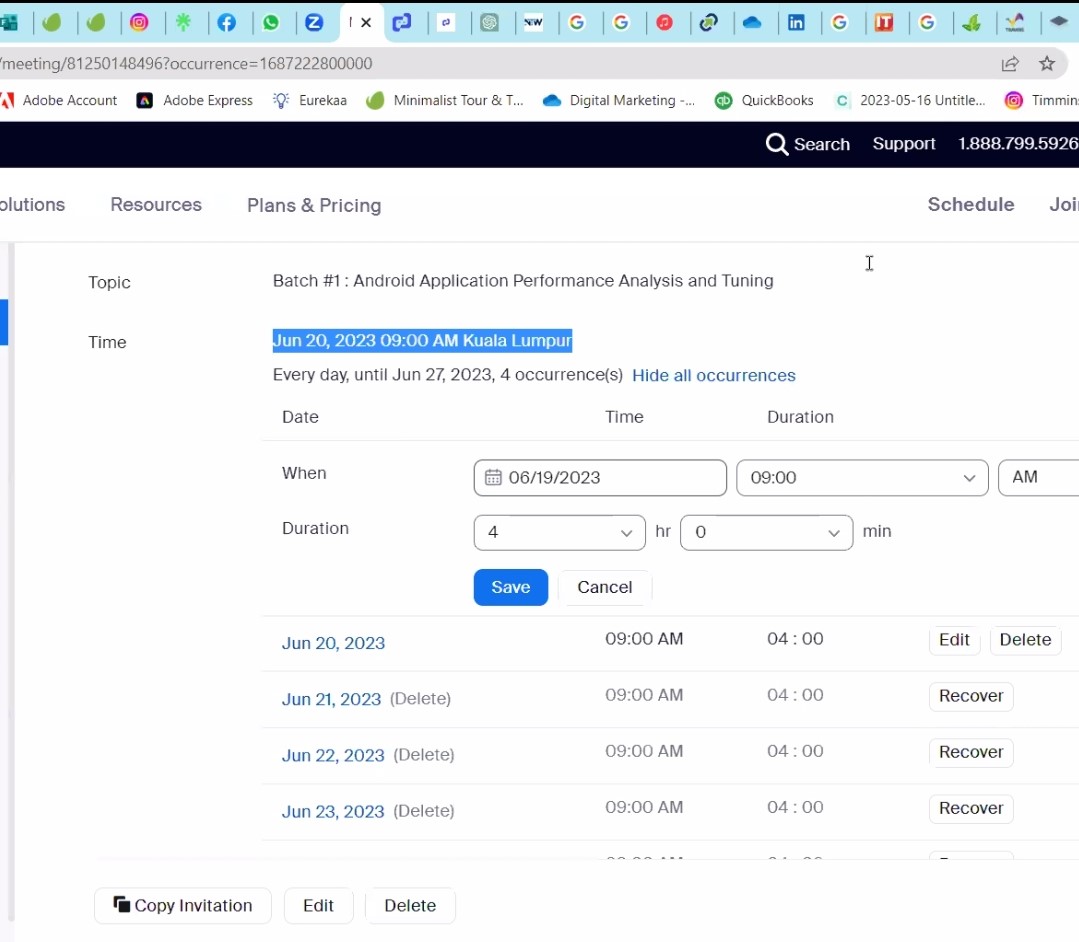 /meeting/81250148496?occurrence=1687222800000
Adobe Account Adobe Express Eurekaa Minimalist Tour & T... Digital Marketing -... QuickBooks 2023-05-16 Untitle... Timmins
Search Support 1.888.799.5926
olutions Resources Plans & Pricing Schedule Joi
Topic Batch #1 : Android Application Performance Analysis and Tuning
Time Jun 20, 2023 09:00 AM Kuala Lumpur
Every day, until Jun 27, 2023, 4 occurrence(s) Hide all occurrences
Date Time Duration
When 06/19/2023 09:00 AM
Duration 4 hr 0 min
Save Cancel
Jun 20, 2023 09:00 AM 04 : 00 Edit Delete
Jun 21, 2023 (Delete) 09:00 AM 04 : 00 Recover
Jun 22, 2023 (Delete) 09:00 AM 04 : 00 Recover
Jun 23, 2023 (Delete) 09:00 AM 04 : 00 Recover
Copy Invitation Edit Delete